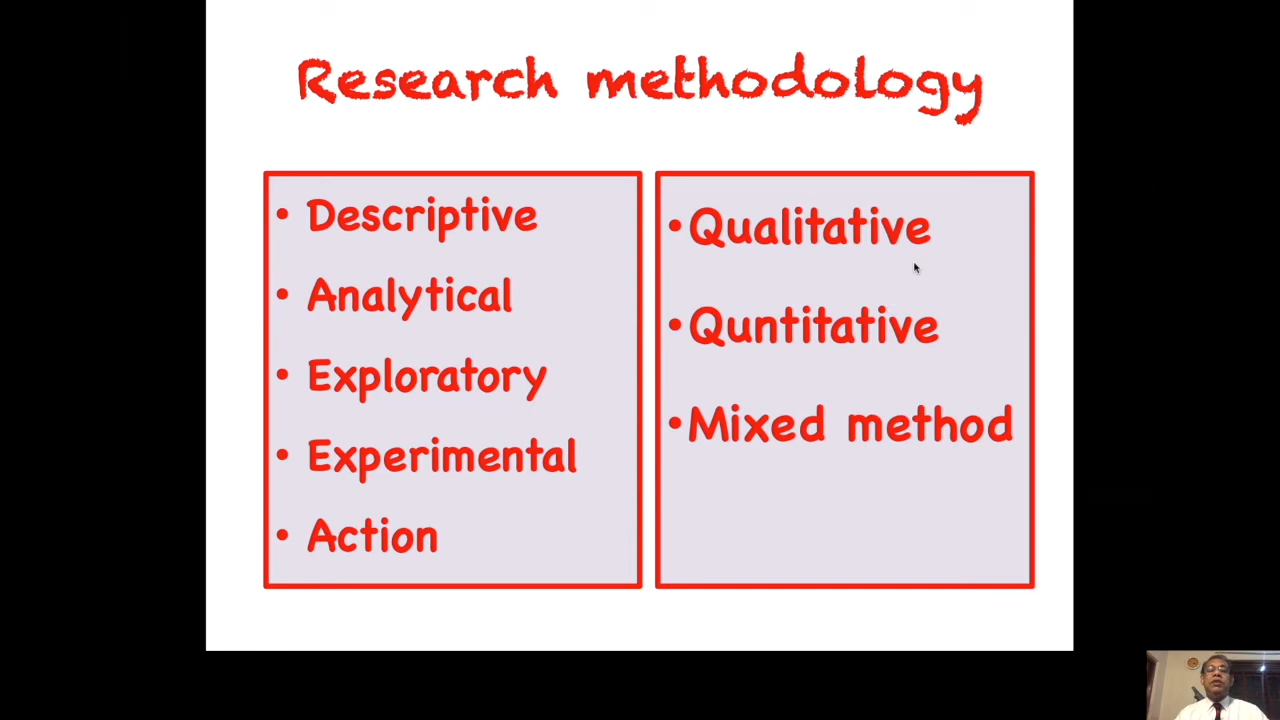 Research methodology
• Descriptive
• Analytical
• Exploratory
• Experimental
• Action
• Qualitative
• Quntitative
• Mixed method